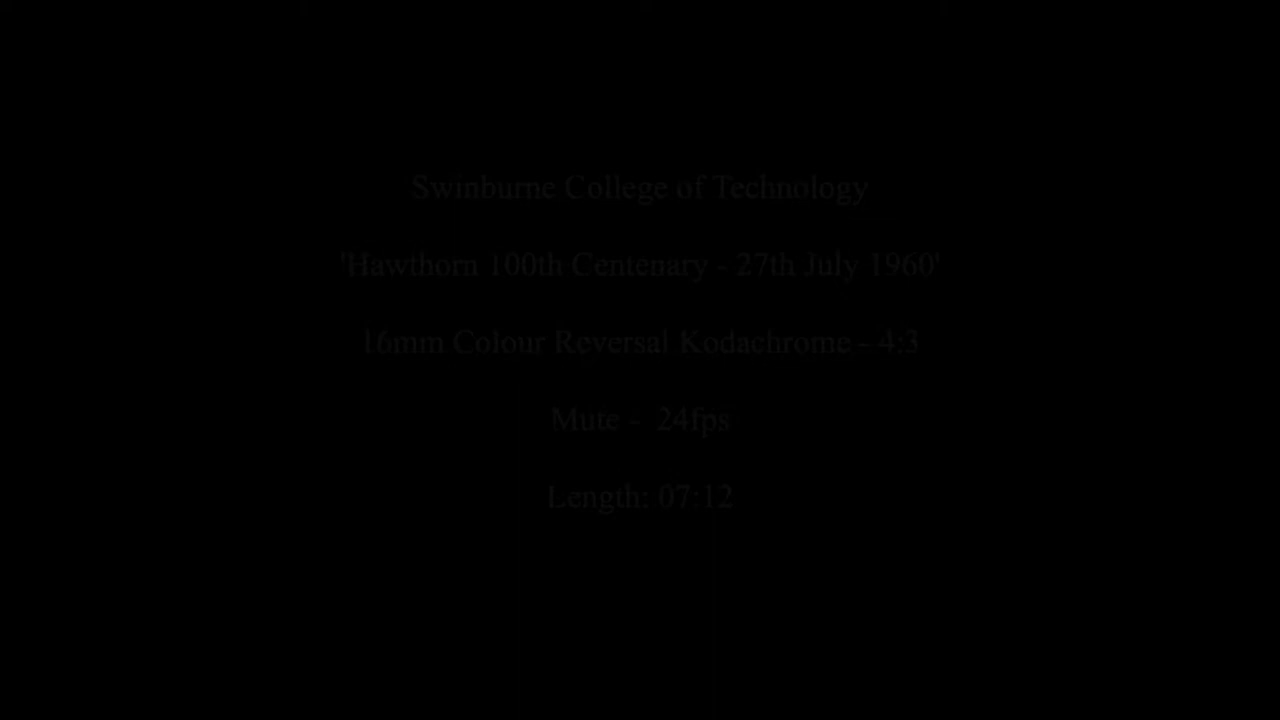 Swinburne College of Technology
'Hawthorn 100th Centenary - 27th July 1960'
16mm Colour Reversal Kodachrome - 4:3
Mute -  24fps
Length: 07:12